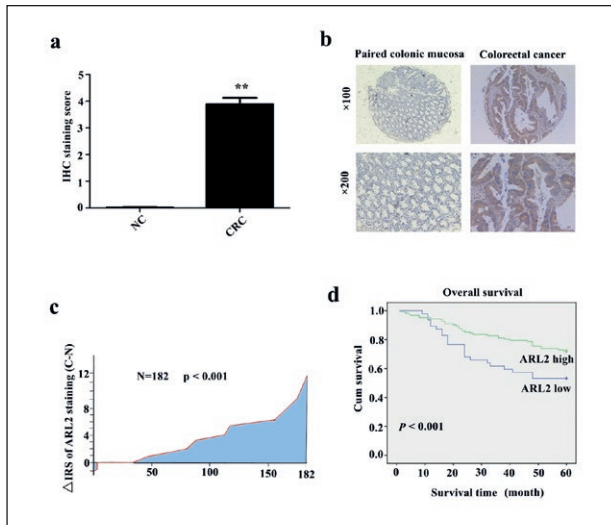 a
IHC staining score
5
4
3
2
1
0
**
NC
CRC
b
Paired colonic mucosa
Colorectal cancer
×100
×200
c
△IRS of ARL2 staining (C-N)
N=182 p < 0.001
12
8
4
0
50
100
150
182
d
Overall survival
Cum survival
1.0
0.8
0.6
0.4
0.2
0.0
ARL2 high
ARL2 low
P < 0.001
0 10 20 30 40 50 60
Survival time (month)